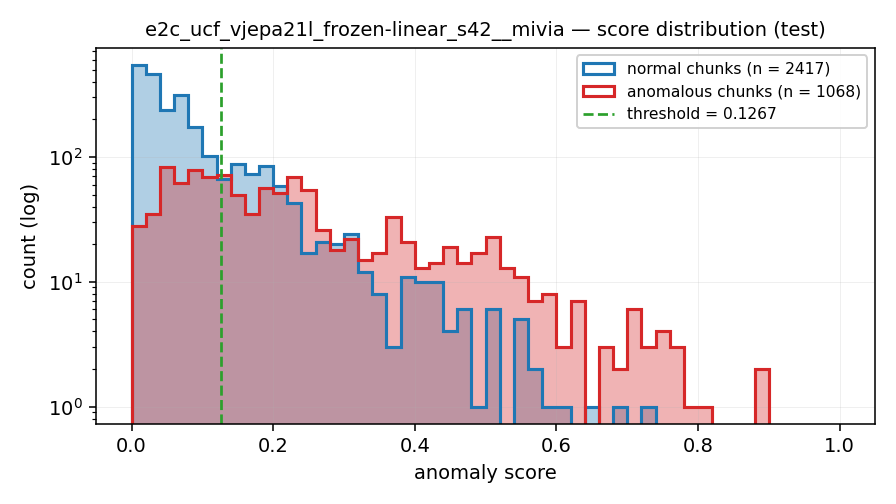 e2c_ucf_vjepa21l_frozen-linear_s42__mivia — score distribution (test)
normal chunks (n = 2417)
anomalous chunks (n = 1068)
threshold = 0.1267
count (log)
10²
10¹
10⁰
0.0 0.2 0.4 0.6 0.8 1.0
anomaly score